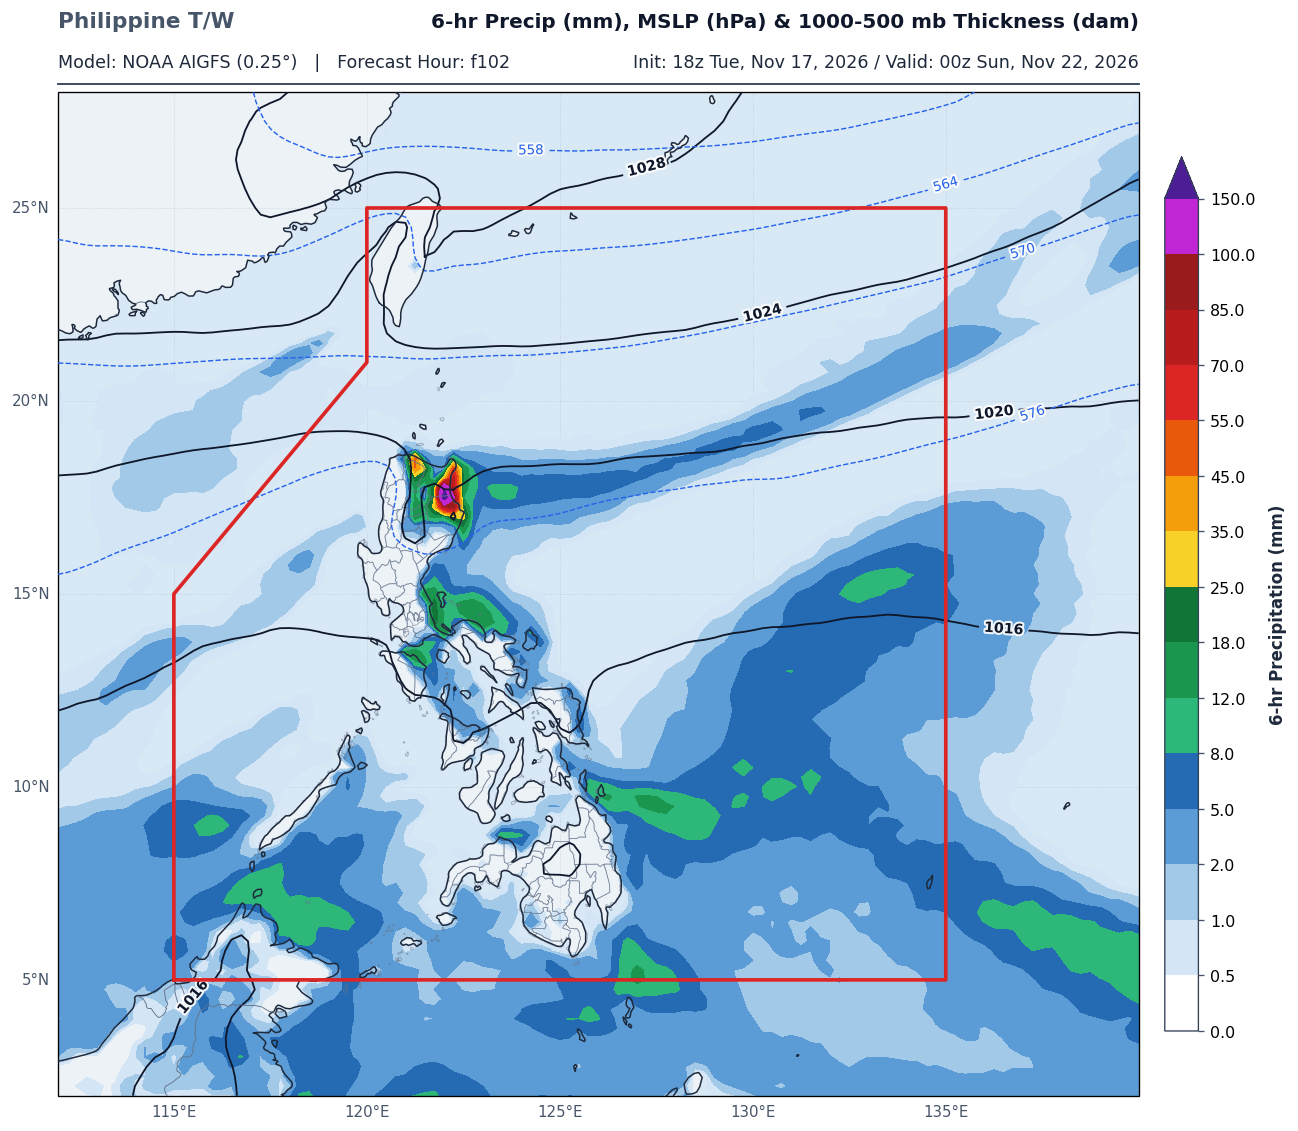 Philippine T/W
6-hr Precip (mm), MSLP (hPa) & 1000-500 mb Thickness (dam)
Model: NOAA AIGFS (0.25°) | Forecast Hour: f102
Init: 18z Tue, Nov 17, 2026 / Valid: 00z Sun, Nov 22, 2026
558
1028
564
570
1024
1020
576
1016
1016
25°N
20°N
15°N
10°N
5°N
115°E
120°E
125°E
130°E
135°E
150.0
100.0
85.0
70.0
55.0
45.0
35.0
25.0
18.0
12.0
8.0
5.0
2.0
1.0
0.5
0.0
6-hr Precipitation (mm)